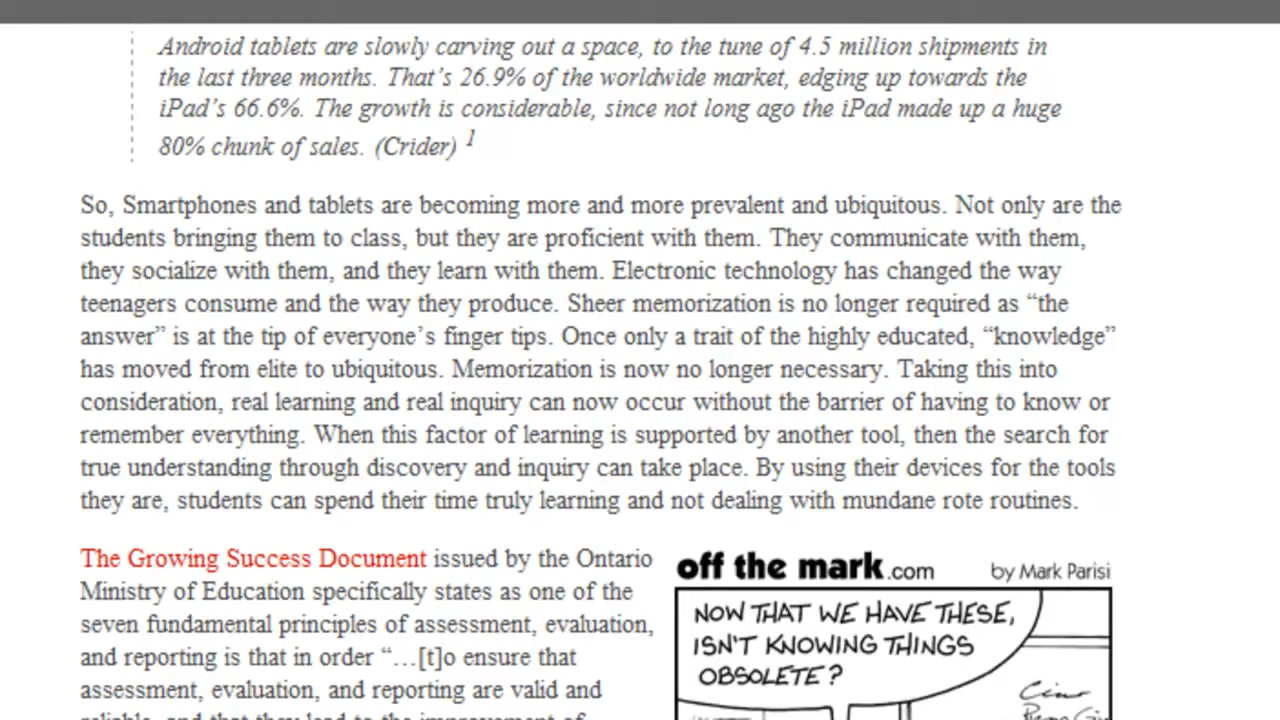 Android tablets are slowly carving out a space, to the tune of 4.5 million shipments in
the last three months. That's 26.9% of the worldwide market, edging up towards the
iPad's 66.6%. The growth is considerable, since not long ago the iPad made up a huge
80% chunk of sales. (Crider) 1
So, Smartphones and tablets are becoming more and more prevalent and ubiquitous. Not only are the
students bringing them to class, but they are proficient with them. They communicate with them,
they socialize with them, and they learn with them. Electronic technology has changed the way
teenagers consume and the way they produce. Sheer memorization is no longer required as “the
answer” is at the tip of everyone's finger tips. Once only a trait of the highly educated, “knowledge”
has moved from elite to ubiquitous. Memorization is now no longer necessary. Taking this into
consideration, real learning and real inquiry can now occur without the barrier of having to know or
remember everything. When this factor of learning is supported by another tool, then the search for
true understanding through discovery and inquiry can take place. By using their devices for the tools
they are, students can spend their time truly learning and not dealing with mundane rote routines.
The Growing Success Document issued by the Ontario
Ministry of Education specifically states as one of the
seven fundamental principles of assessment, evaluation,
and reporting is that in order “…[t]o ensure that
assessment, evaluation, and reporting are valid and
reliable, and that they lead to the improvement of
off the mark.com by Mark Parisi
NOW THAT WE HAVE THESE,
ISN'T KNOWING THINGS
OBSOLETE?